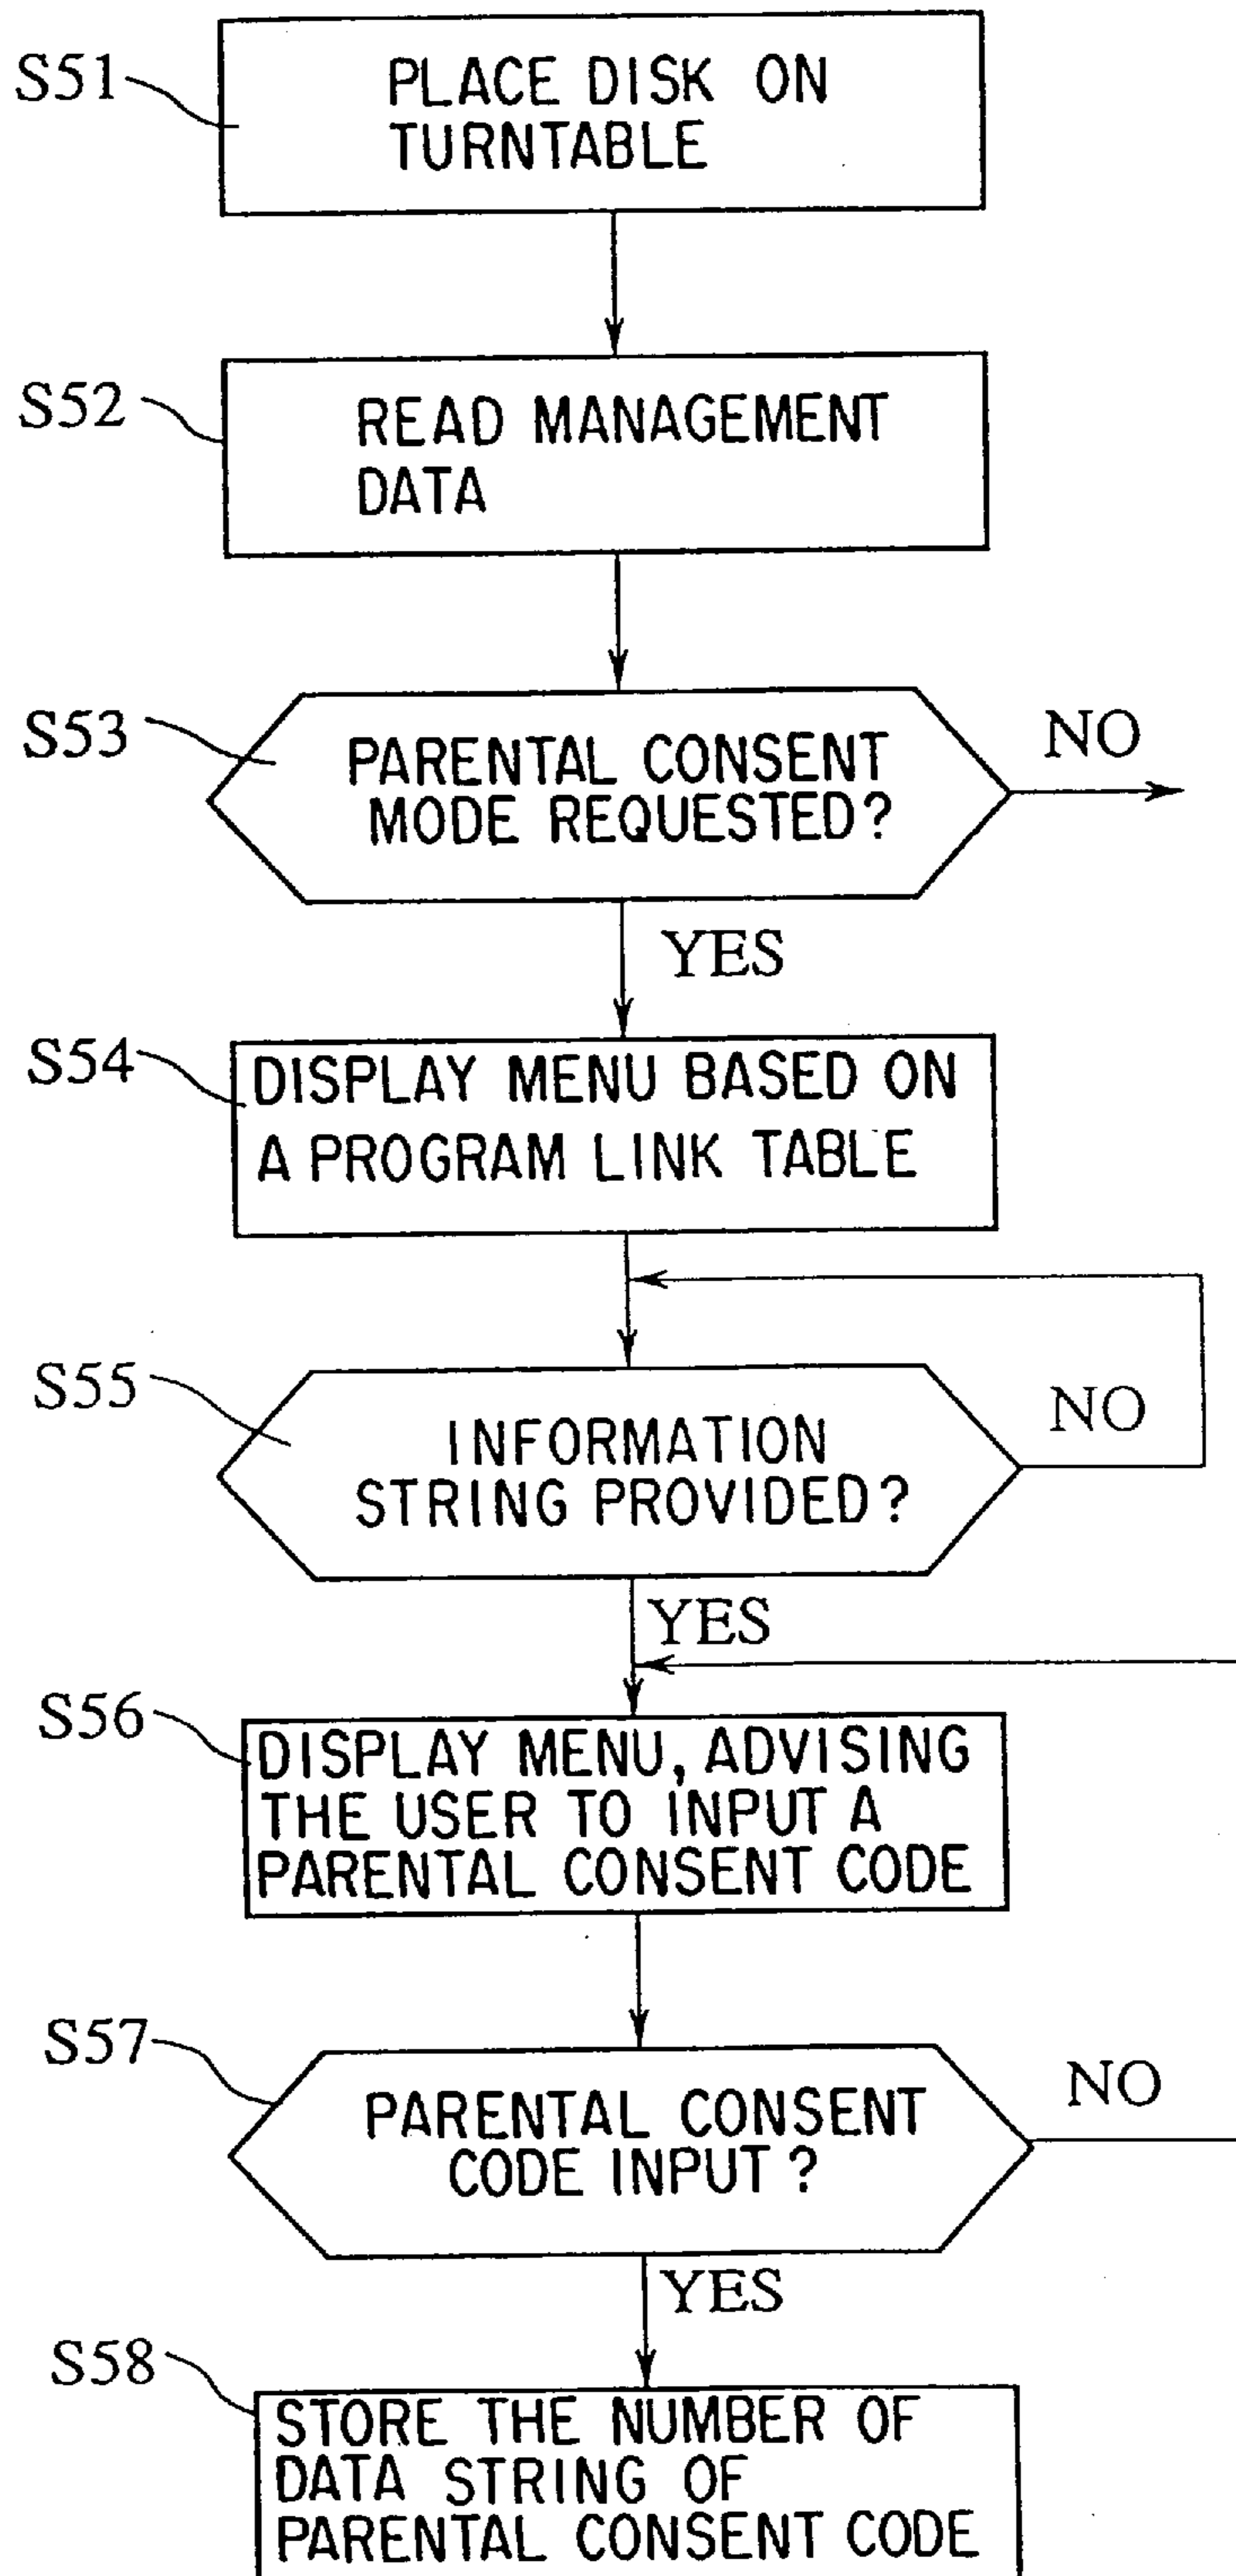 S51
PLACE DISK ON
TURNTABLE
S52
READ MANAGEMENT
DATA
S53
PARENTAL CONSENT
MODE REQUESTED?
NO
YES
S54
DISPLAY MENU BASED ON
A PROGRAM LINK TABLE
S55
INFORMATION
STRING PROVIDED?
NO
YES
S56
DISPLAY MENU, ADVISING
THE USER TO INPUT A
PARENTAL CONSENT CODE
S57
PARENTAL CONSENT
CODE INPUT?
NO
YES
S58
STORE THE NUMBER OF
DATA STRING OF
PARENTAL CONSENT CODE